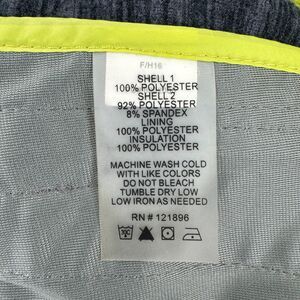 F/H16
SHELL 1
100% POLYESTER
SHELL 2
92% POLYESTER
8% SPANDEX
LINING
100% POLYESTER
INSULATION
100% POLYESTER
MACHINE WASH COLD
WITH LIKE COLORS
DO NOT BLEACH
TUMBLE DRY LOW
LOW IRON AS NEEDED
RN # 121896